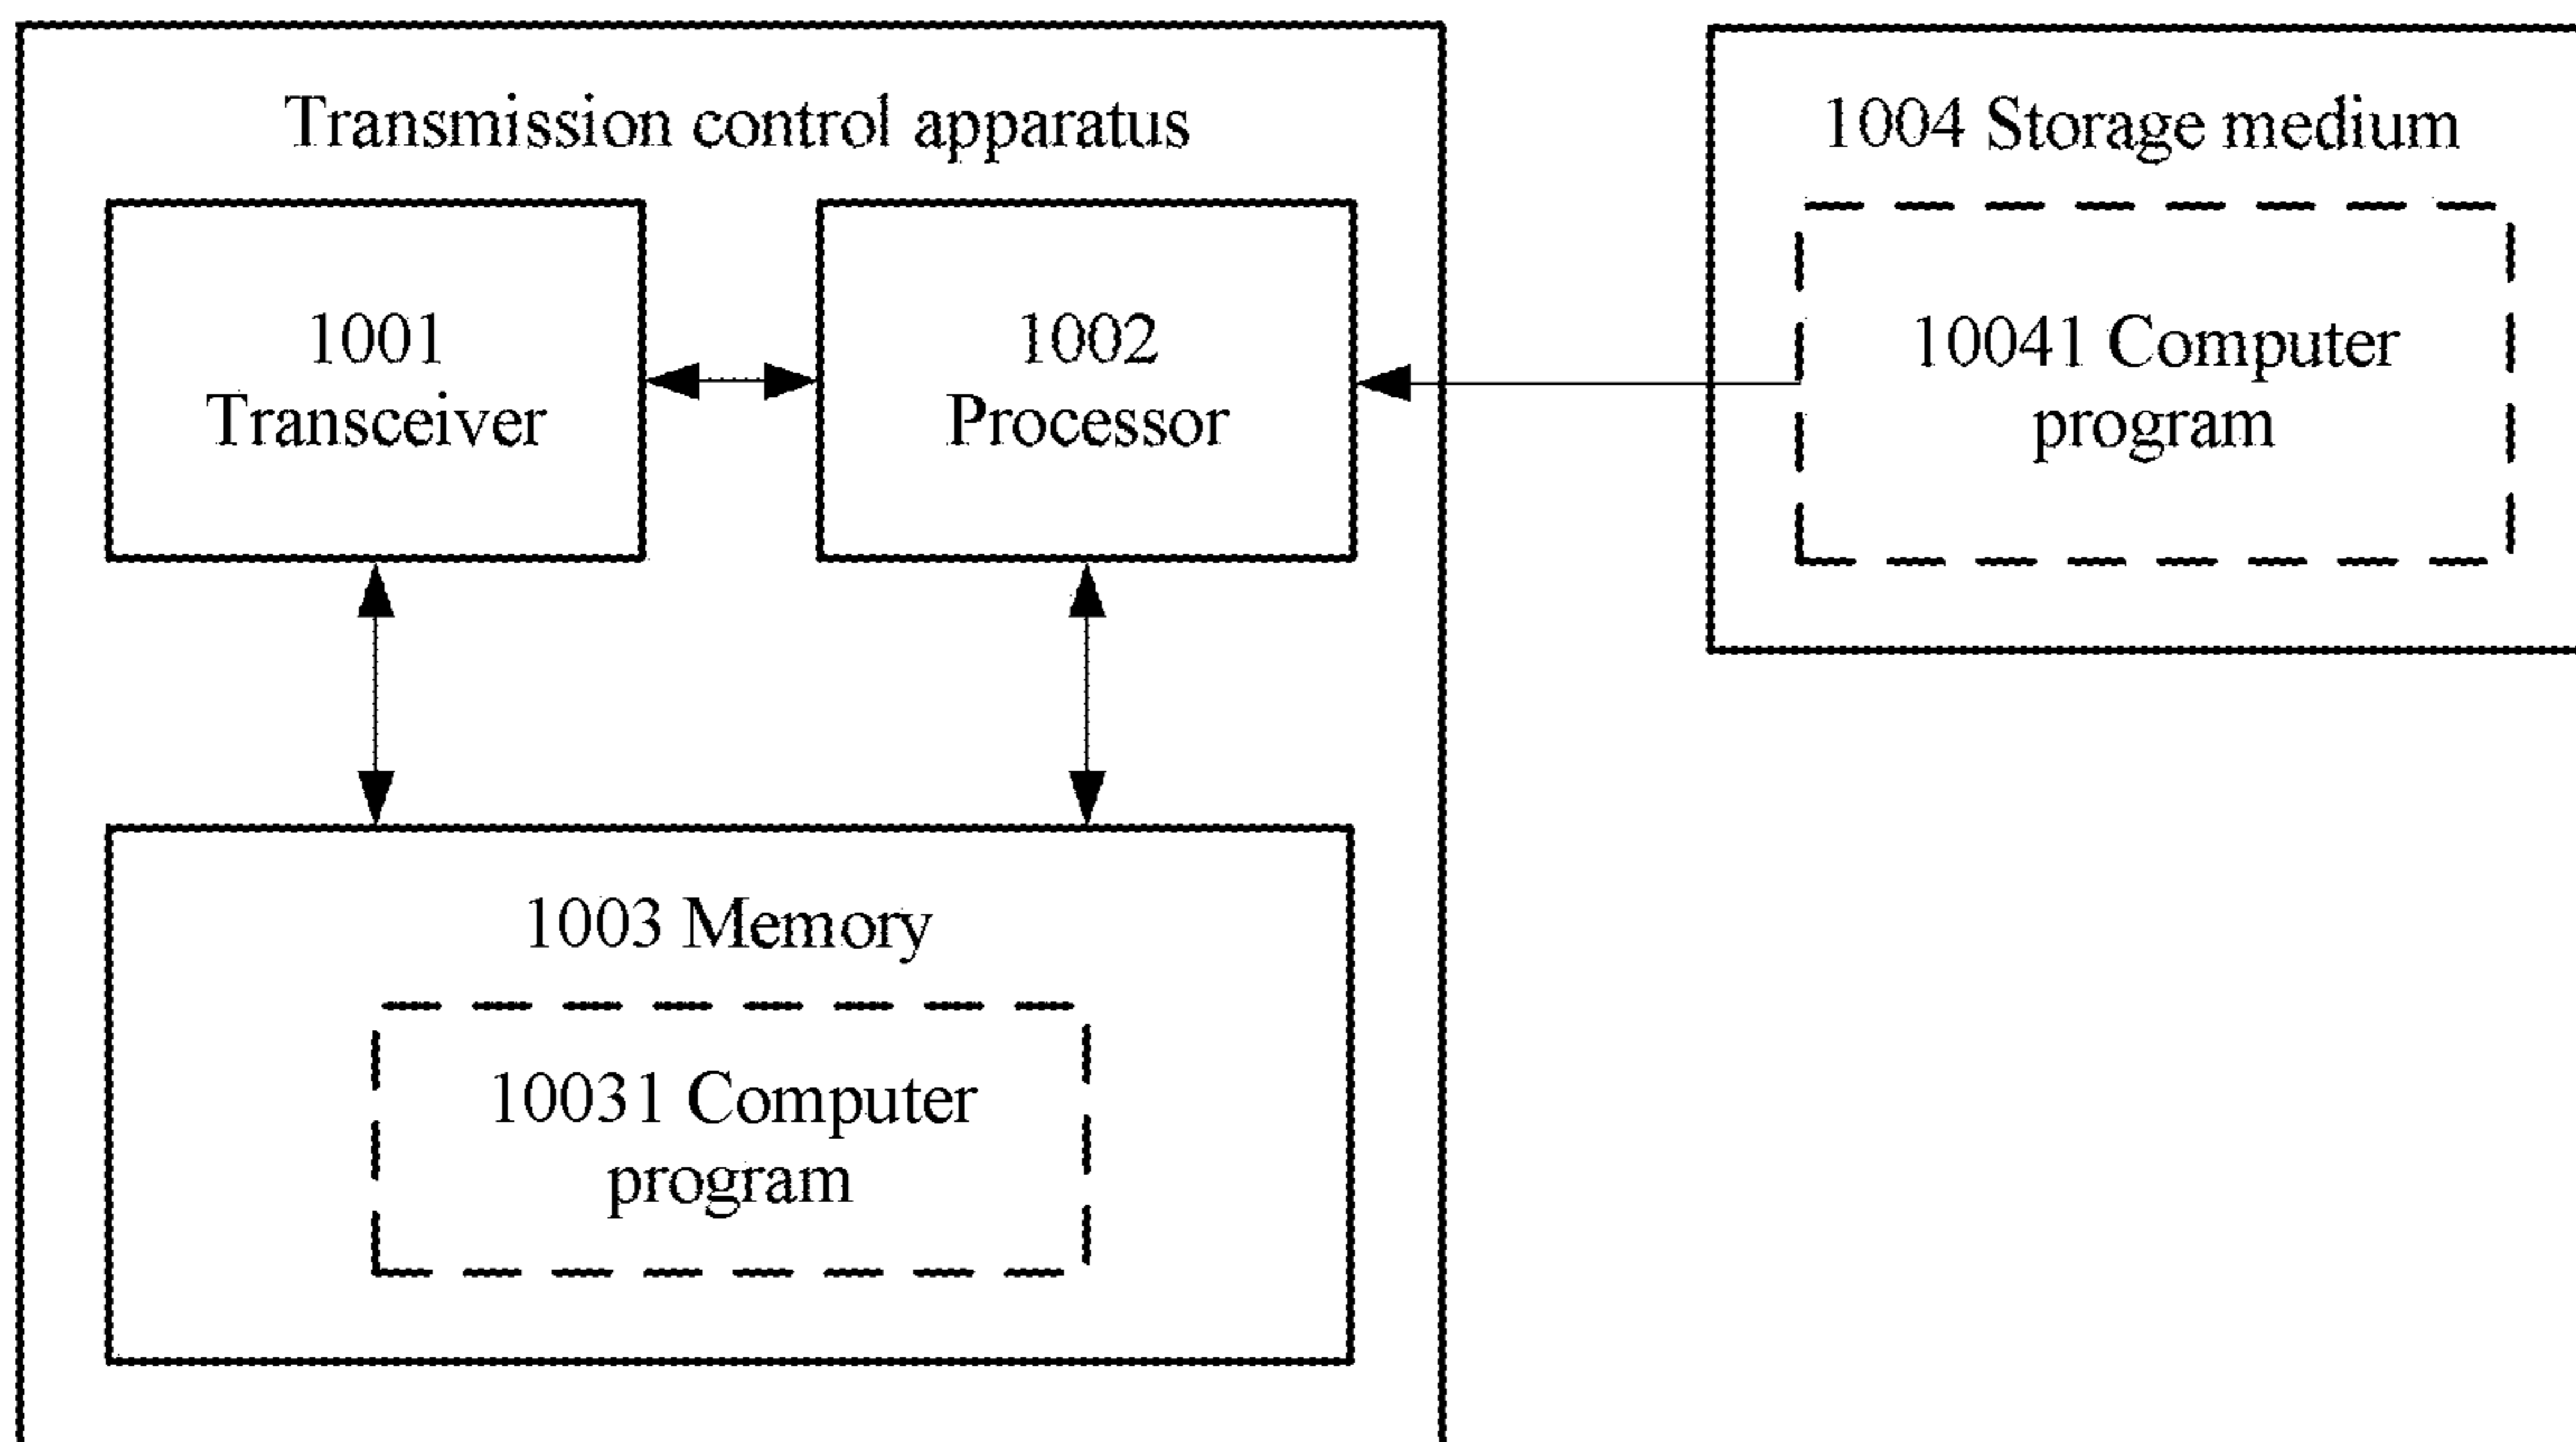 Transmission control apparatus
1001
Transceiver
1002
Processor
1003 Memory
10031 Computer
program
1004 Storage medium
10041 Computer
program